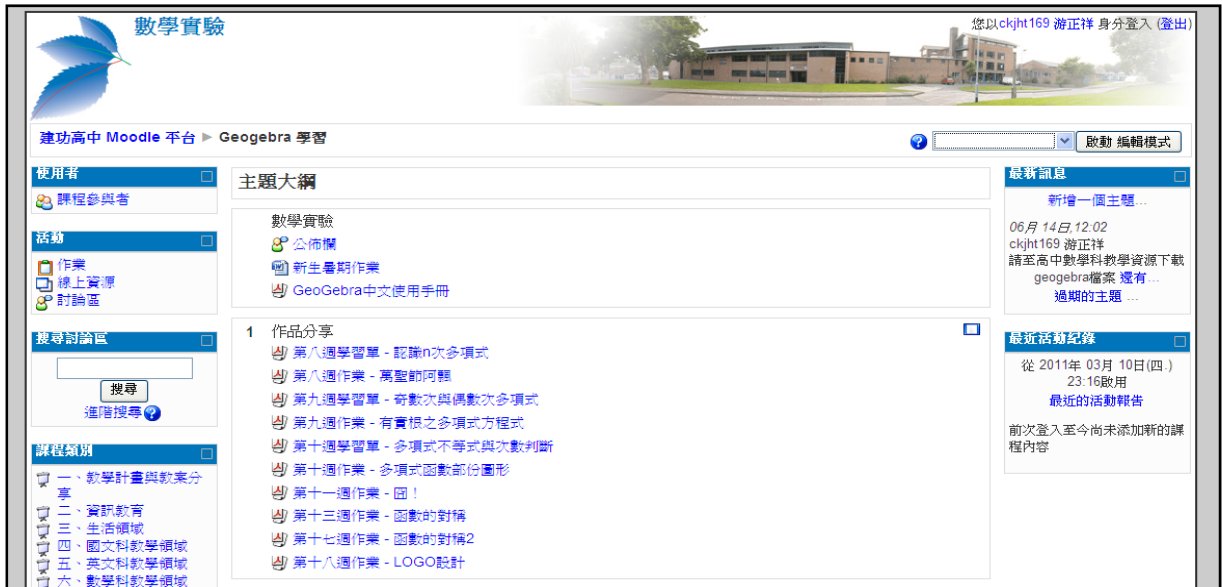 數學實驗
您以ckjht169 游正祥 身分登入 (登出)
建功高中 Moodle 平台 ► Geogebra 學習
啟動 編輯模式
使用者
課程參與者
活動
作業
線上資源
討論區
搜尋討論區
搜尋
進階搜尋
課程類別
一、教學計畫與教案分
享
二、資訊教育
三、生活領域
四、國文科教學領域
五、英文科教學領域
六、數學科教學領域
主題大綱
數學實驗
公佈欄
新生暑期作業
GeoGebra中文使用手冊
1 作品分享
第八週學習單 - 認識n次多項式
第八週作業 - 萬聖節阿飄
第九週學習單 - 奇數次與偶數次多項式
第九週作業 - 有實根之多項式方程式
第十週學習單 - 多項式不等式與次數判斷
第十週作業 - 多項式函數部份圖形
第十一週作業 - 囧！
第十三週作業 - 函數的對稱
第十七週作業 - 函數的對稱2
第十八週作業 - LOGO設計
最新訊息
新增一個主題...
06月 14日,12:02
ckjht169 游正祥
請至高中數學科教學資源下載
geogebra檔案 還有...
過期的主題 ...
最近活動紀錄
從 2011年 03月 10日(四.)
23:16啟用
最近的活動報告
前次登入至今尚未添加新的課
程內容